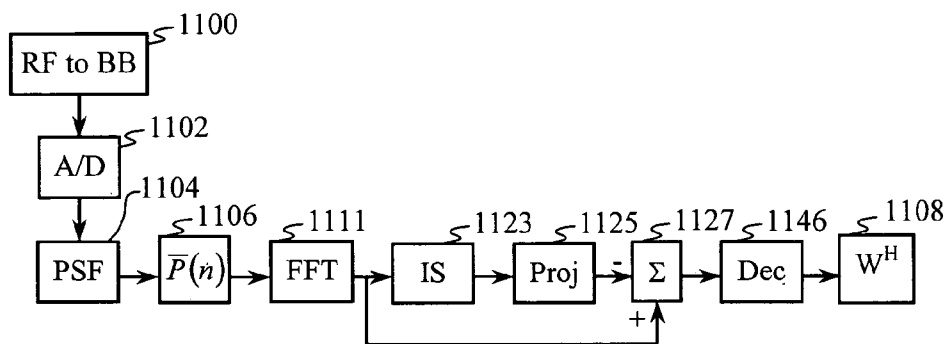 1100
RF to BB
1102
A/D
1104
1106
1111
1123
1125
1127
1146
1108
PSF
P̅(ṅ)
FFT
IS
Proj
-
Σ
Dec
W^H
+